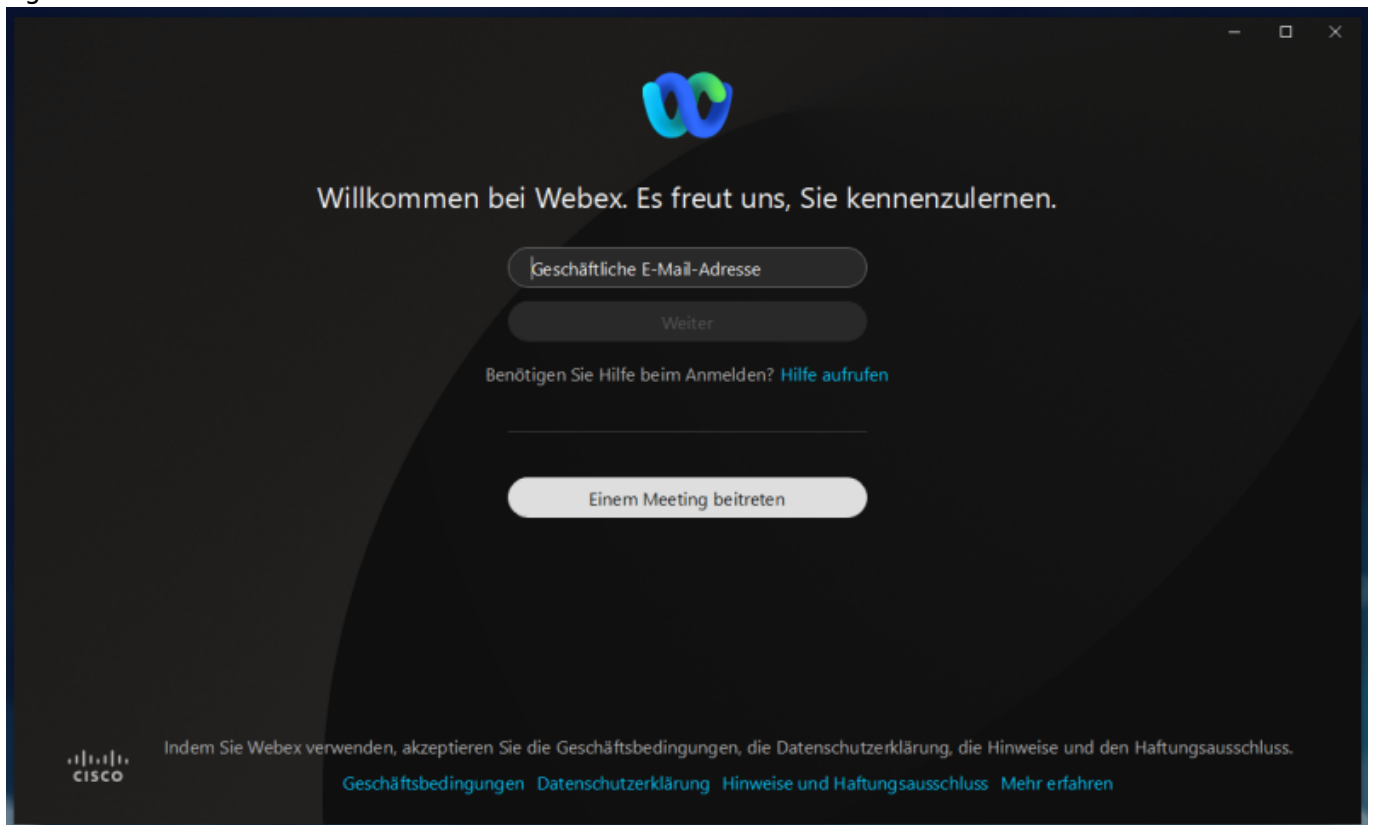 Willkommen bei Webex. Es freut uns, Sie kennenzulernen.
Geschäftliche E-Mail-Adresse
Weiter
Benötigen Sie Hilfe beim Anmelden? Hilfe aufrufen
Einem Meeting beitreten
Indem Sie Webex verwenden, akzeptieren Sie die Geschäftsbedingungen, die Datenschutzerklärung, die Hinweise und den Haftungsausschluss.
CISCO
Geschäftsbedingungen Datenschutzerklärung Hinweise und Haftungsausschluss Mehr erfahren